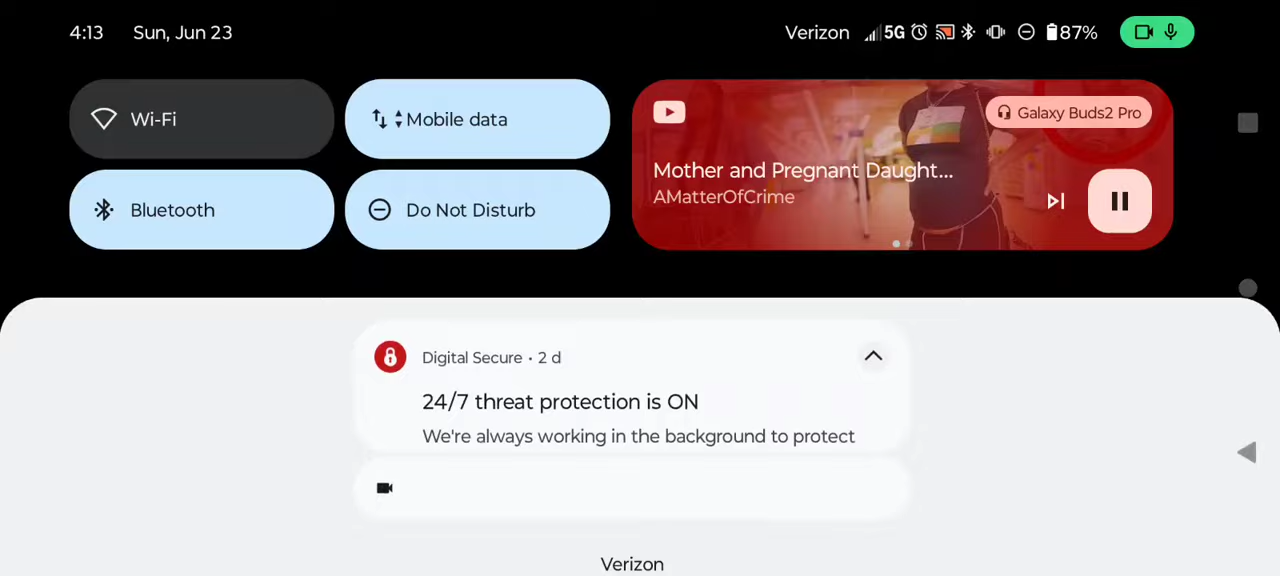 4:13 Sun, Jun 23 Verizon 5G 87%
Wi-Fi
Mobile data
Bluetooth
Do Not Disturb
Galaxy Buds2 Pro
Mother and Pregnant Daught...
AMatterOfCrime
Digital Secure • 2 d
24/7 threat protection is ON
We're always working in the background to protect
Verizon